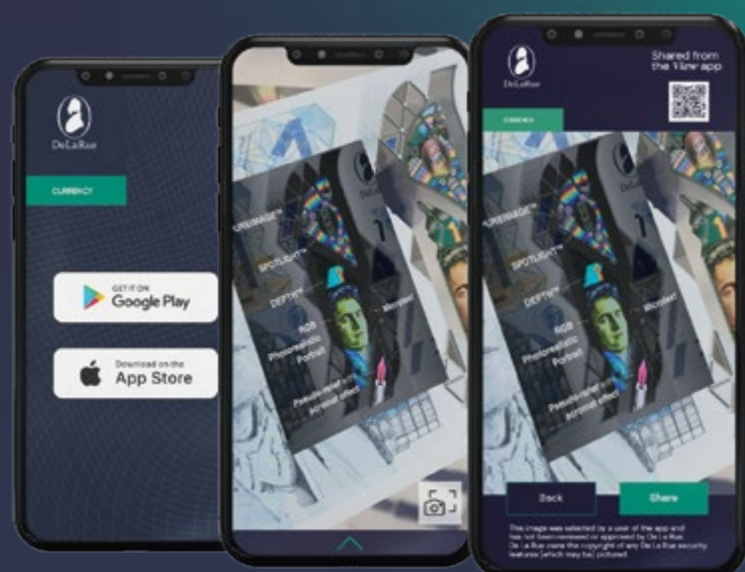 De La Rue
CURRENCY
GET IT ON
Google Play
Download on the
App Store
De La Rue
PUREIMAGE™
SPOTLIGHT™
DEPTH™
RGB
Photorealistic
Portrait
Microtext
Pseudo-relief with
acromat effect
De La Rue
Shared from
the View app
CURRENCY
PUREIMAGE™
SPOTLIGHT™
DEPTH™
RGB
Photorealistic
Portrait
Microtext
Pseudo-relief with
acromat effect
Back
Share
This image was selected by a user of the app and
has not been reviewed or approved by De La Rue
De La Rue owns the copyright of any De La Rue security
features (which may be) pictured